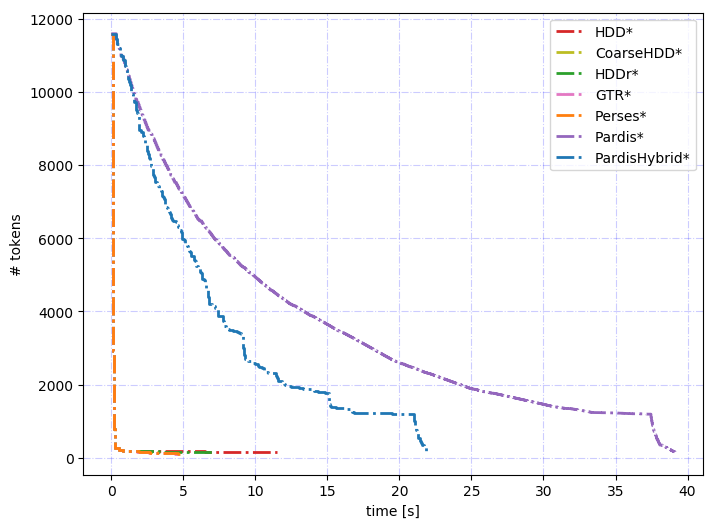 HDD*
CoarseHDD*
HDDr*
GTR*
Perses*
Pardis*
PardisHybrid*
12000
10000
8000
6000
4000
2000
0
# tokens
0 5 10 15 20 25 30 35 40
time [s]